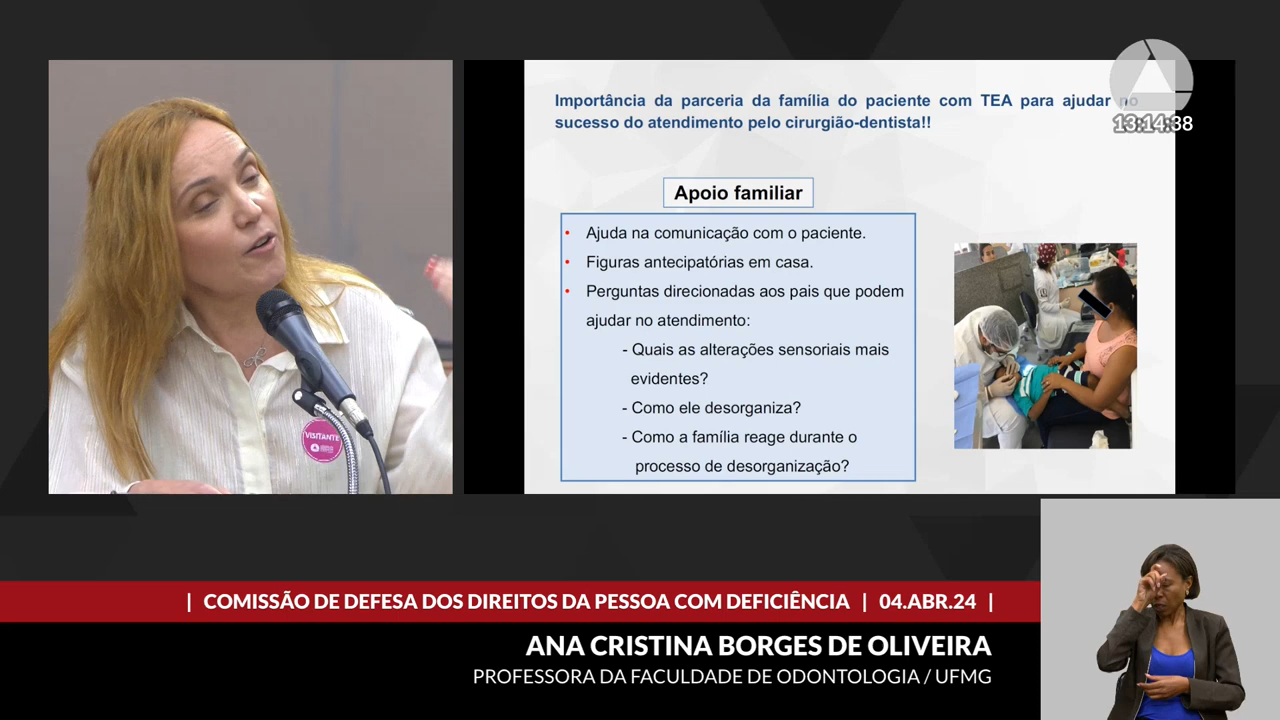 Importância da parceria da família do paciente com TEA para ajudar no
sucesso do atendimento pelo cirurgião-dentista!!
13:14:38
Apoio familiar
• Ajuda na comunicação com o paciente.
• Figuras antecipatórias em casa.
• Perguntas direcionadas aos pais que podem
ajudar no atendimento:
- Quais as alterações sensoriais mais
evidentes?
- Como ele desorganiza?
- Como a família reage durante o
processo de desorganização?
VISITANTE
| COMISSÃO DE DEFESA DOS DIREITOS DA PESSOA COM DEFICIÊNCIA | 04.ABR.24 |
ANA CRISTINA BORGES DE OLIVEIRA
PROFESSORA DA FACULDADE DE ODONTOLOGIA / UFMG